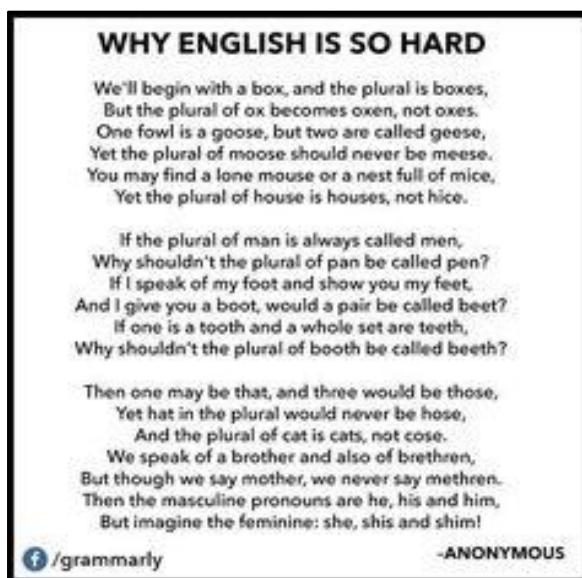 WHY ENGLISH IS SO HARD
We'll begin with a box, and the plural is boxes,
But the plural of ox becomes oxen, not oxes.
One fowl is a goose, but two are called geese,
Yet the plural of moose should never be meese.
You may find a lone mouse or a nest full of mice,
Yet the plural of house is houses, not hice.
If the plural of man is always called men,
Why shouldn't the plural of pan be called pen?
If I speak of my foot and show you my feet,
And I give you a boot, would a pair be called beet?
If one is a tooth and a whole set are teeth,
Why shouldn't the plural of booth be called beeth?
Then one may be that, and three would be those,
Yet hat in the plural would never be hose,
And the plural of cat is cats, not cose.
We speak of a brother and also of brethren,
But though we say mother, we never say methren.
Then the masculine pronouns are he, his and him,
But imagine the feminine: she, shis and shim!
-ANONYMOUS
f /grammarly